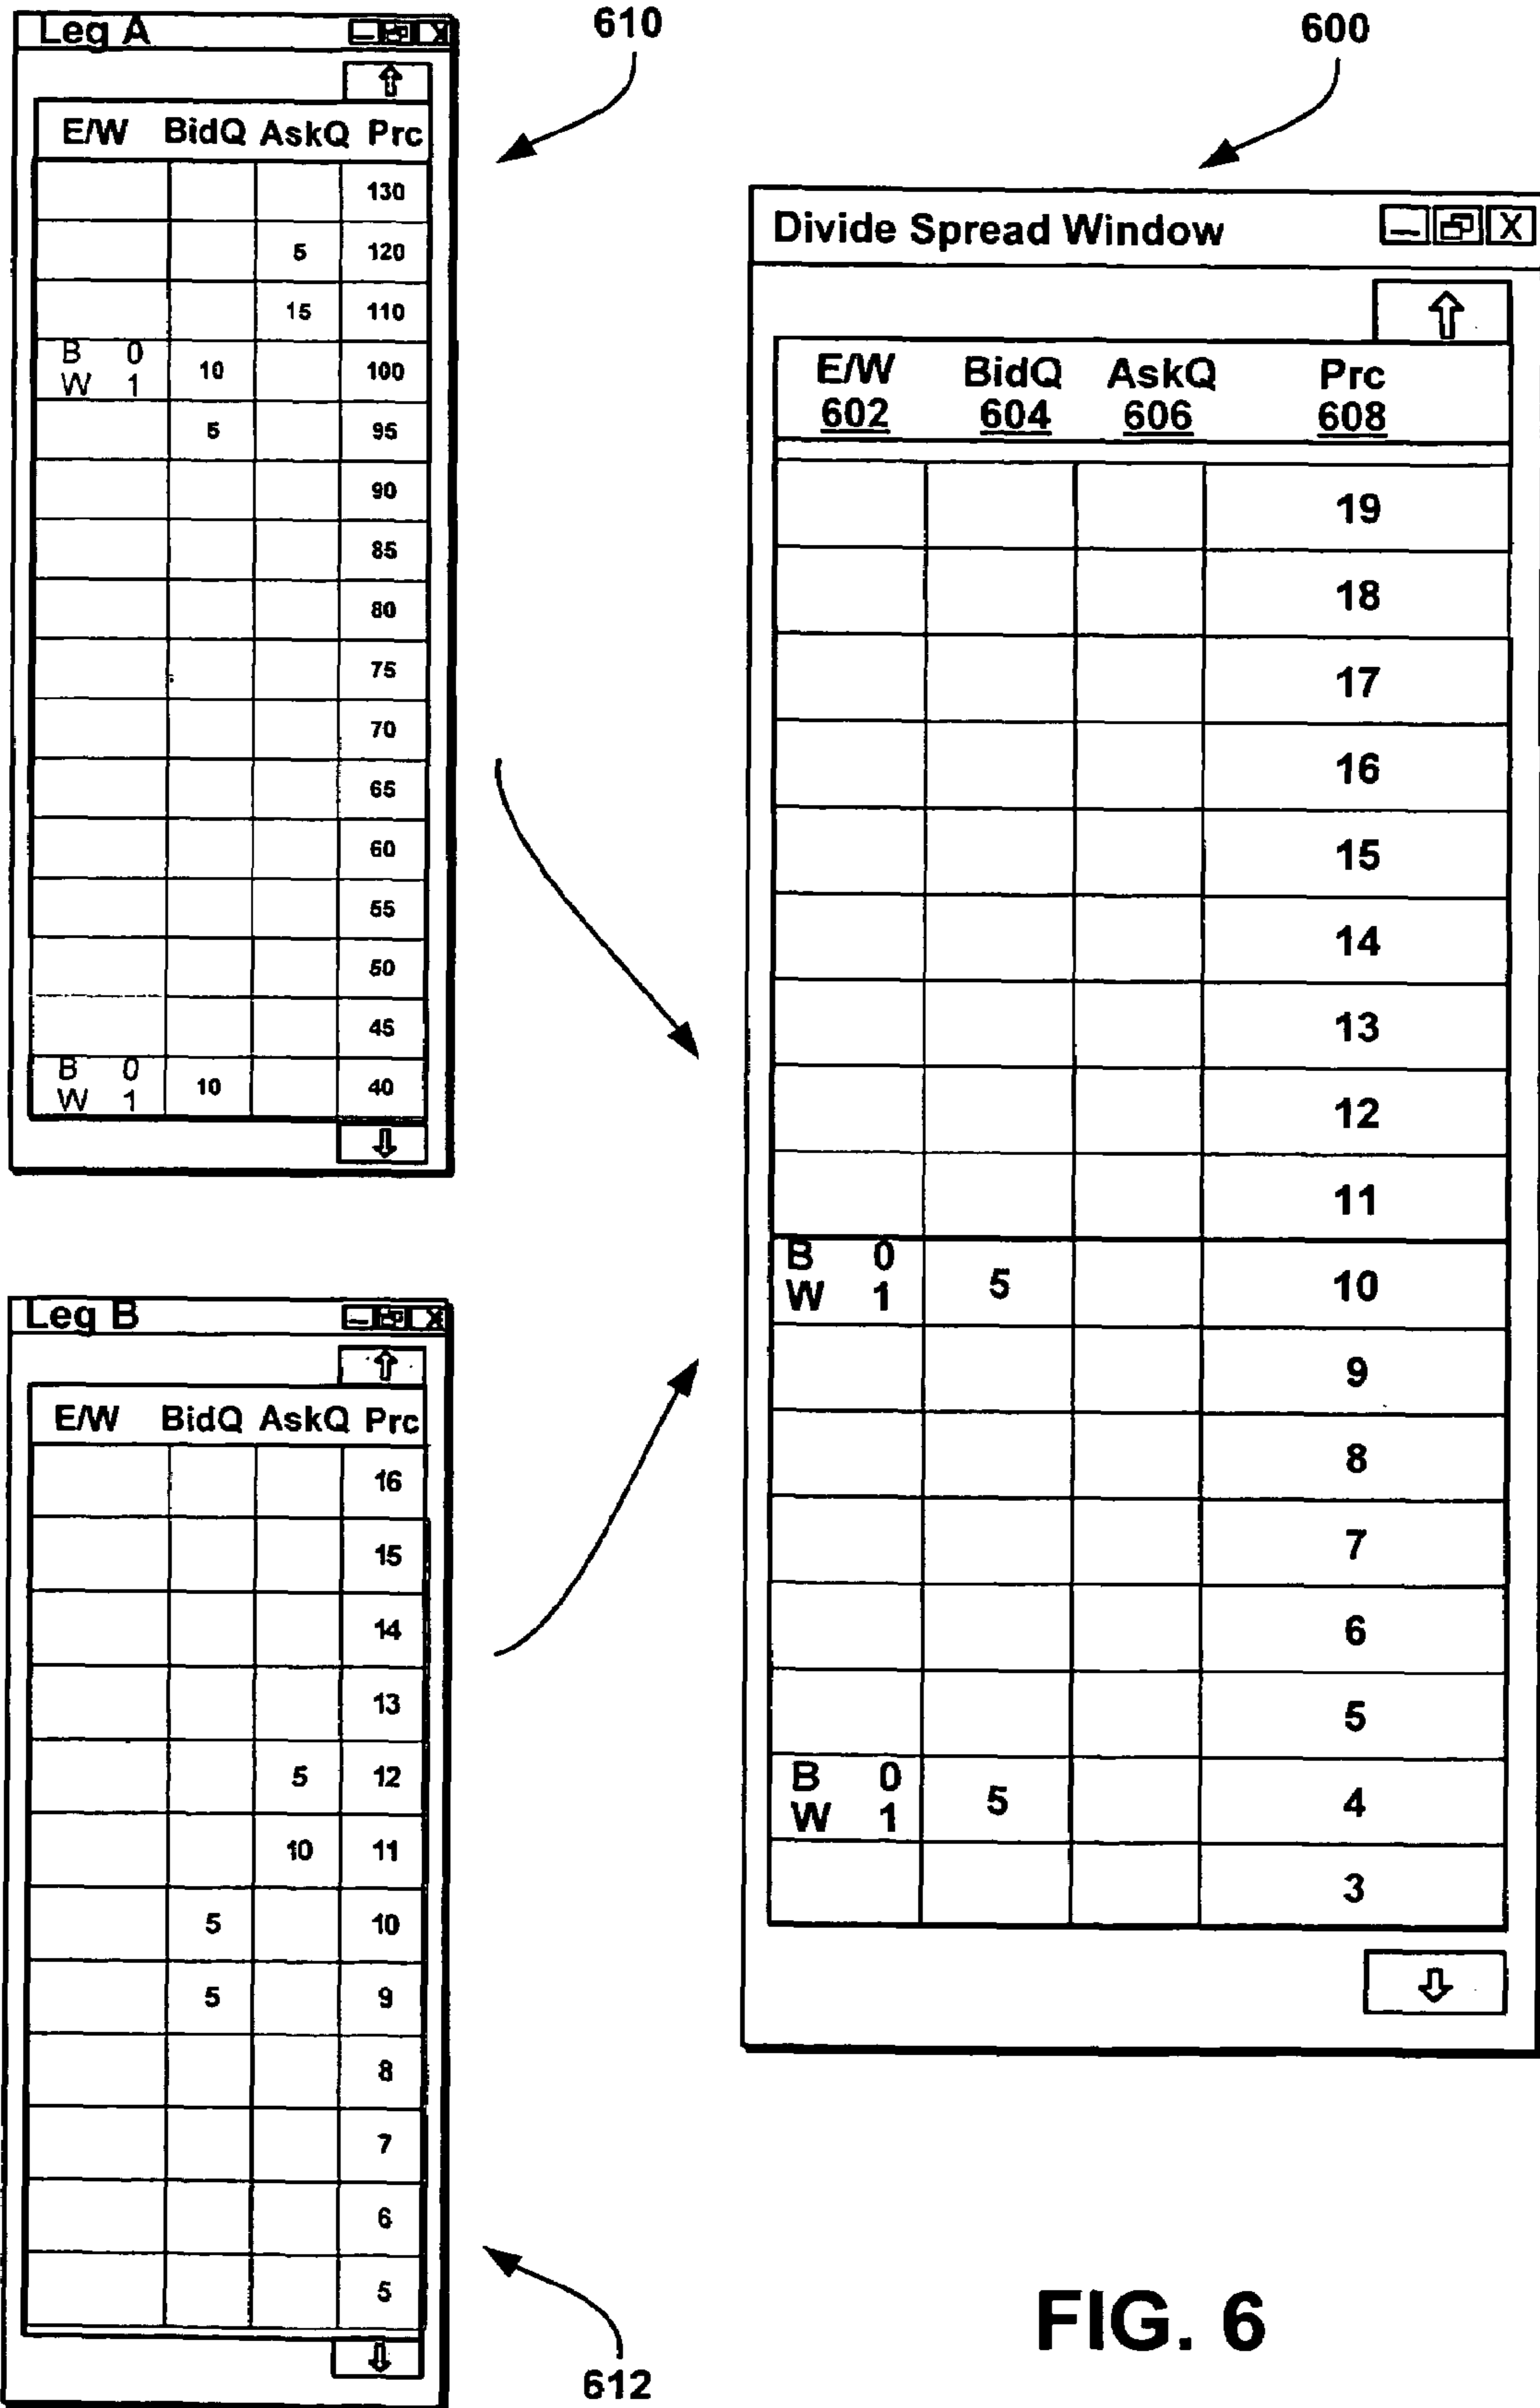 610
600
Leg A
E/W BidQ AskQ Prc
130
5 120
15 110
B 0
W 1 10 100
5 95
90
85
80
75
70
65
60
55
50
45
B 0
W 1 10 40
Leg B
E/W BidQ AskQ Prc
16
15
14
13
5 12
10 11
5 10
5 9
8
7
6
5
612
Divide Spread Window
E/W BidQ AskQ Prc
602 604 606 608
19
18
17
16
15
14
13
12
11
B 0
W 1 5 10
9
8
7
6
5
B 0
W 1 5 4
3
FIG. 6